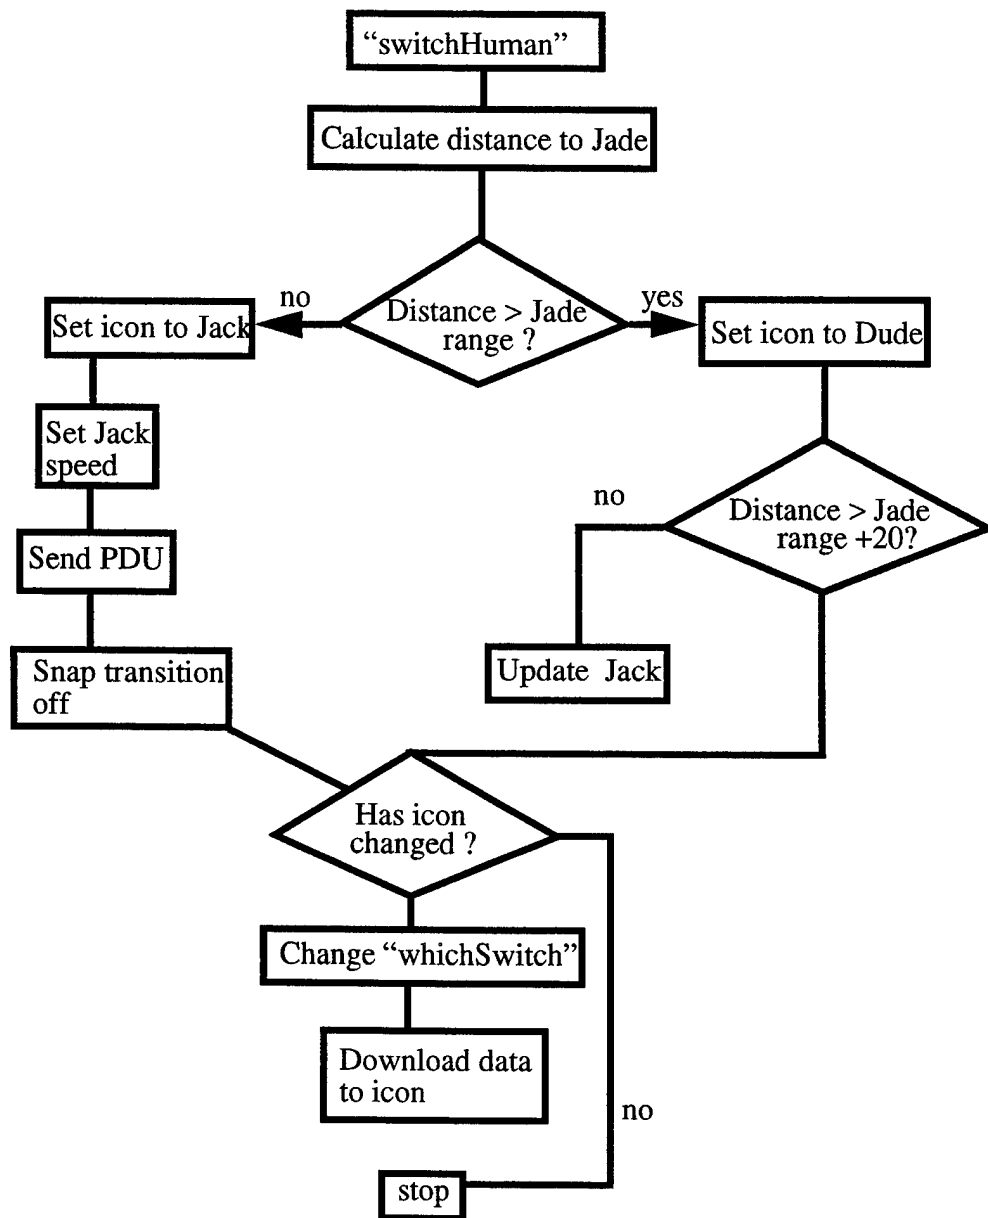 “switchHuman”
Calculate distance to Jade
Distance > Jade
range ?
no
yes
Set icon to Jack
Set icon to Dude
Set Jack
speed
Distance > Jade
range +20?
no
Send PDU
Snap transition
off
Update Jack
Has icon
changed ?
Change “whichSwitch”
Download data
to icon
no
stop